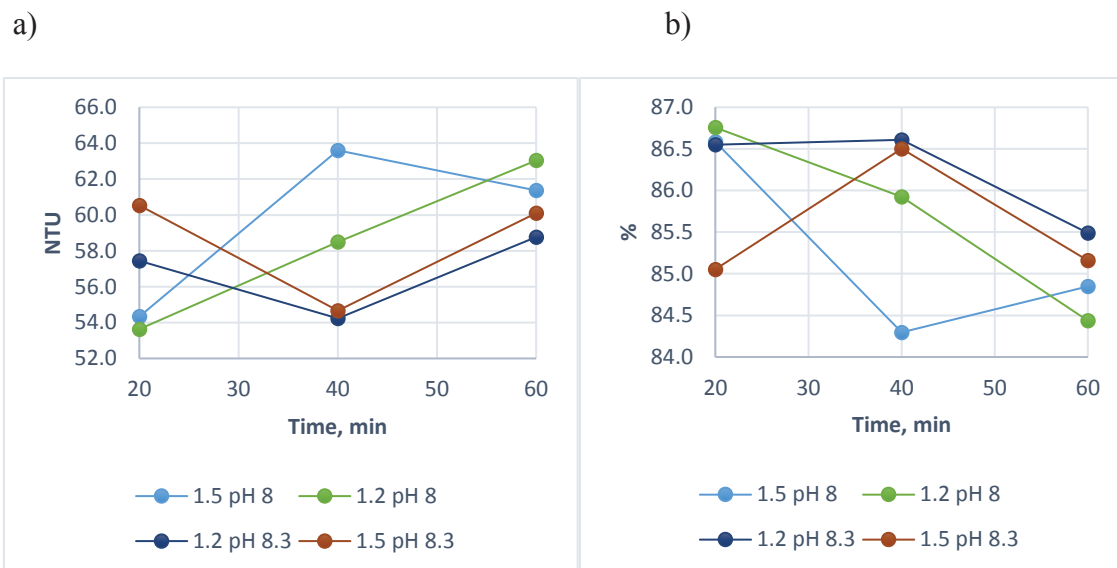 a)
b)
66.0
64.0
62.0
60.0
58.0
56.0
54.0
52.0
NTU
20 30 40 50 60
Time, min
1.5 pH 8 1.2 pH 8
1.2 pH 8.3 1.5 pH 8.3
87.0
86.5
86.0
85.5
85.0
84.5
84.0
%
20 30 40 50 60
Time, min
1.5 pH 8 1.2 pH 8
1.2 pH 8.3 1.5 pH 8.3